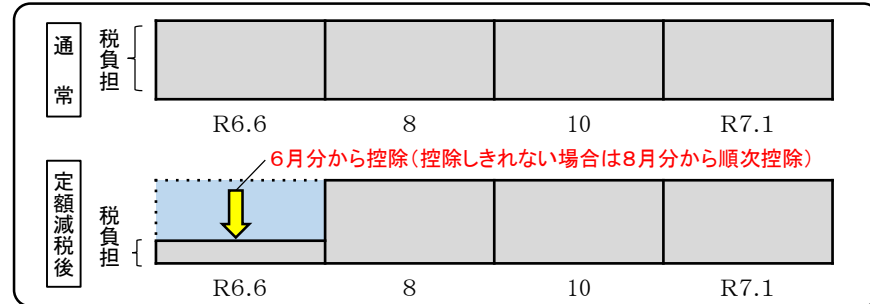 通常
税負担
R6.6 8 10 R7.1
6月分から控除(控除しきれない場合は8月分から順次控除)
定額減税後
税負担
R6.6 8 10 R7.1